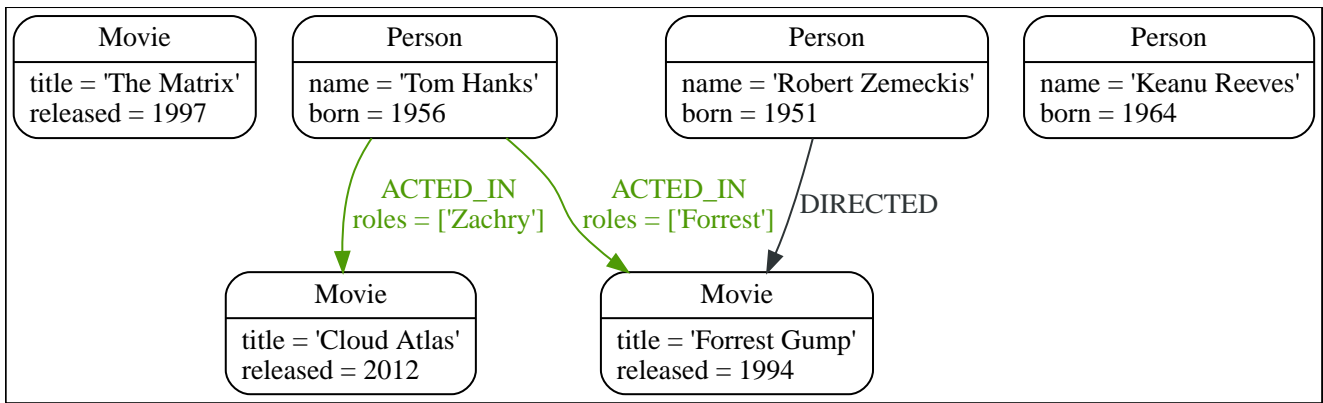 Movie
title = 'The Matrix'
released = 1997
Person
name = 'Tom Hanks'
born = 1956
Person
name = 'Robert Zemeckis'
born = 1951
Person
name = 'Keanu Reeves'
born = 1964
ACTED_IN
roles = ['Zachry']
ACTED_IN
roles = ['Forrest']
DIRECTED
Movie
title = 'Cloud Atlas'
released = 2012
Movie
title = 'Forrest Gump'
released = 1994